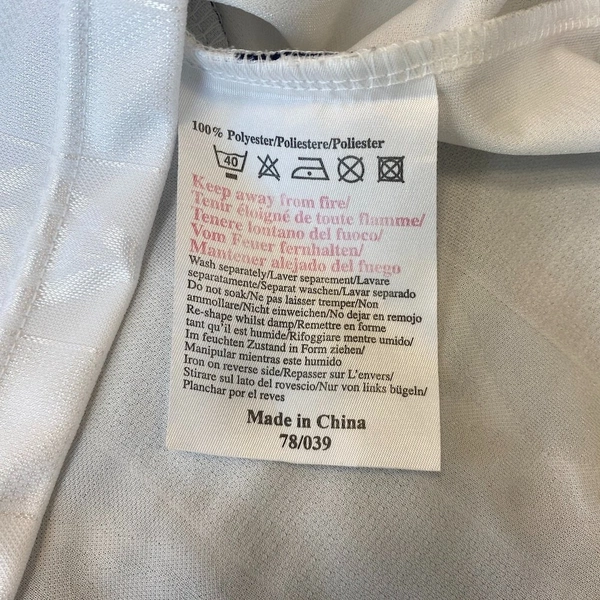 100% Polyester/Poliestere/Poliester
40
Keep away from fire/
Tenir éloigné de toute flamme/
Tenere lontano del fuoco/
Vom Feuer fernhalten/
Mantener alejado del fuego
Wash separately/Laver separement/Lavare
separatamente/Separat waschen/Lavar separado
Do not soak/Ne pas laisser tremper/Non
ammollare/Nicht einweichen/No dejar en remojo
Re-shape whilst damp/Remettre en forme
tant qu'il est humide/Rifoggiare mentre umido/
Im feuchten Zustand in Form ziehen/
Manipular mientras este humido
Iron on reverse side/Repasser sur L'envers/
Stirare sul lato del rovescio/Nur von links bügeln/
Planchar por el reves
Made in China
78/039